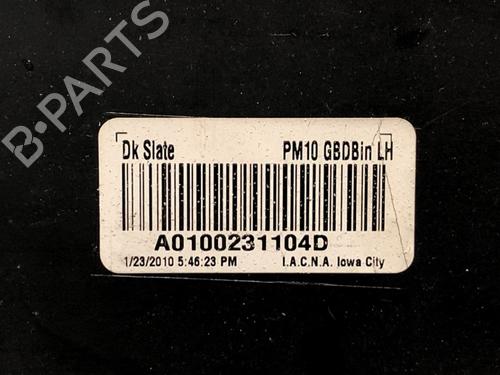 B-PARTS
Dk Slate PM10 GBDBin LH
A0100231104D
1/23/2010 5:46:23 PM I.A.C.N.A. Iowa City